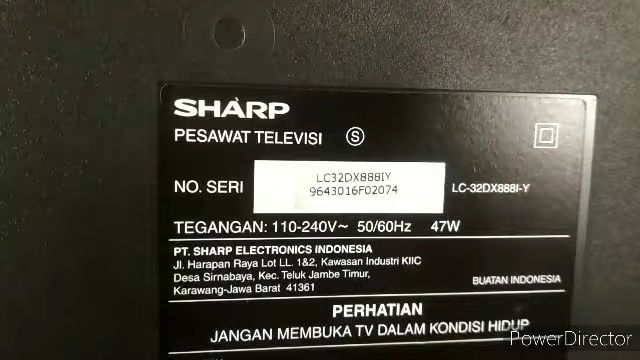 SHARP
PESAWAT TELEVISI S
NO. SERI LC32DX888IY
9643016F02074 LC-32DX888I-Y
TEGANGAN: 110-240V~ 50/60Hz 47W
PT. SHARP ELECTRONICS INDONESIA
Jl. Harapan Raya Lot LL. 1&2, Kawasan Industri KIIC
Desa Sirnabaya, Kec. Teluk Jambe Timur,
Karawang-Jawa Barat 41361 BUATAN INDONESIA
PERHATIAN
JANGAN MEMBUKA TV DALAM KONDISI HIDUP
PowerDirector